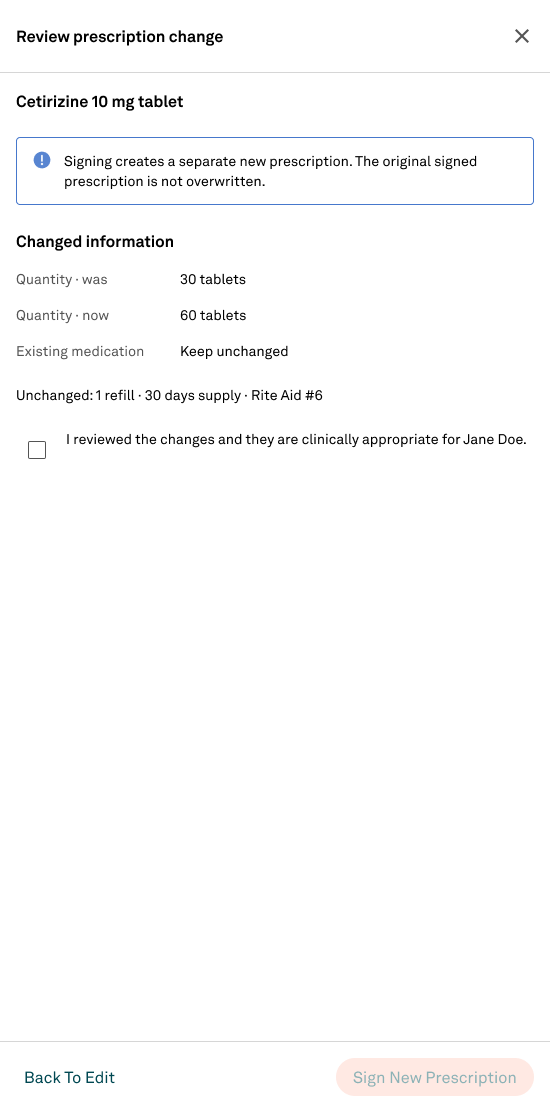 Review prescription change
Cetirizine 10 mg tablet
Signing creates a separate new prescription. The original signed
prescription is not overwritten.
Changed information
Quantity · was 30 tablets
Quantity · now 60 tablets
Existing medication Keep unchanged
Unchanged: 1 refill · 30 days supply · Rite Aid #6
I reviewed the changes and they are clinically appropriate for Jane Doe.
Back To Edit Sign New Prescription